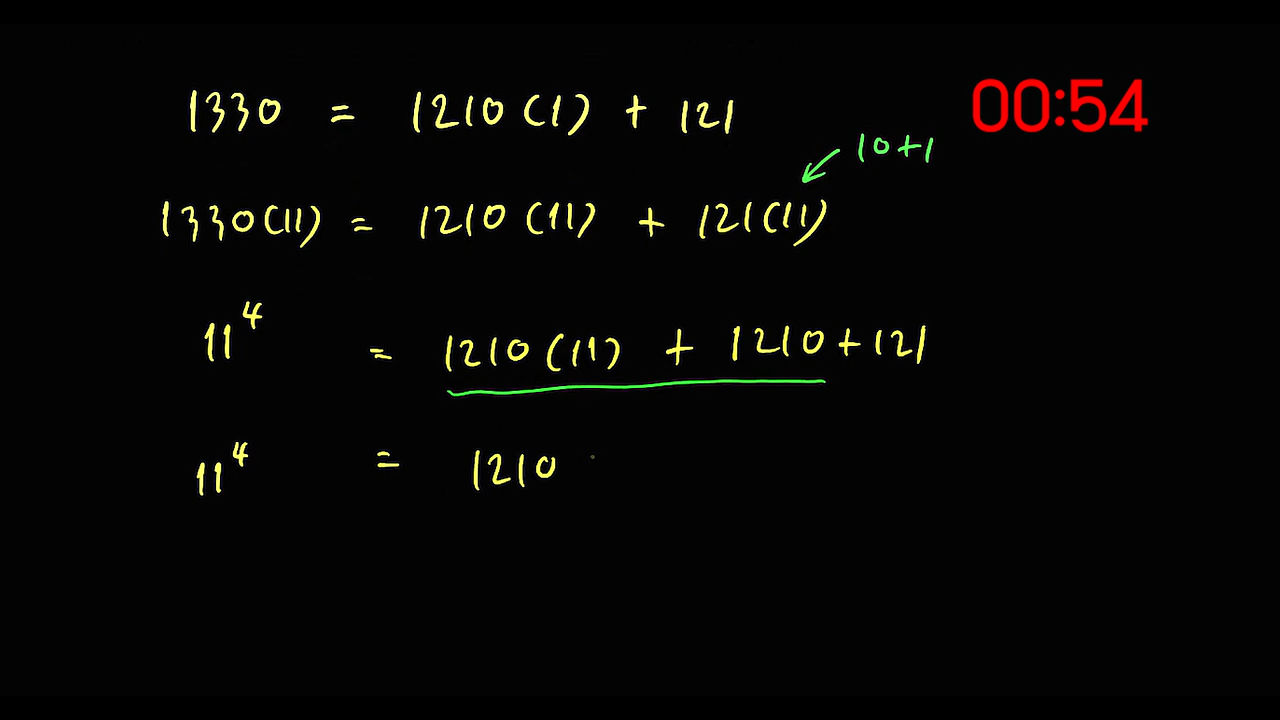 1330 = 1210 (1) + 121
00:54
10+1
1330(11) = 1210 (11) + 121(11)
11⁴ = 1210 (11) + 1210 + 121
11⁴ = 1210